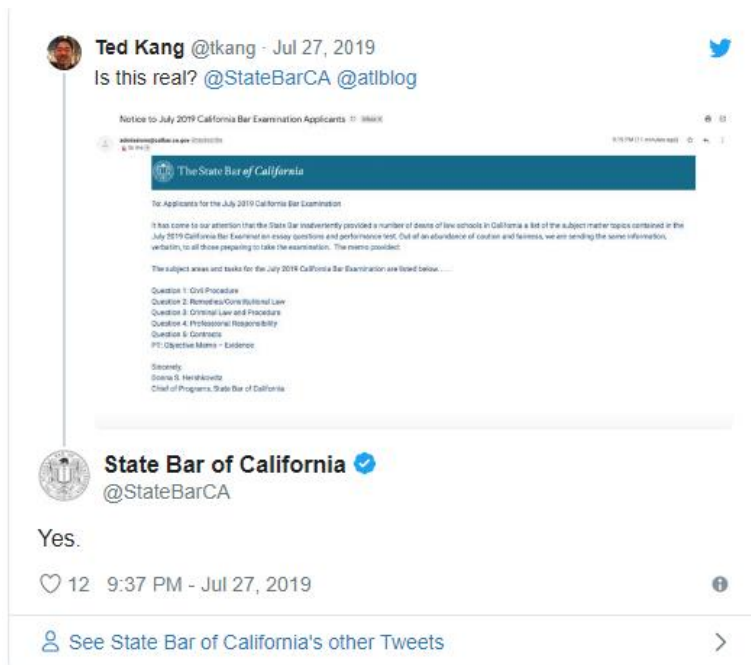 Ted Kang @tkang · Jul 27, 2019
Is this real? @StateBarCA @atlblog
Notice to July 2019 California Bar Examination Applicants
The State Bar of California
To: Applicants for the July 2019 California Bar Examination
It has come to our attention that the State Bar inadvertently provided a number of deans of law schools in California a list of the subject matter topics contained in the
July 2019 California Bar Examination essay questions and performance test. Out of an abundance of caution and fairness, we are sending the same information,
verbatim, to all those preparing to take the examination. The memo provided:
The subject areas and tasks for the July 2019 California Bar Examination are listed below......
Question 1: Civil Procedure
Question 2: Remedies/Constitutional Law
Question 3: Criminal Law and Procedure
Question 4: Professional Responsibility
Question 5: Contracts
PT: Objective Memo – Evidence
Sincerely,
Donna S. Hershkowitz
Chief of Programs, State Bar of California
State Bar of California
@StateBarCA
Yes.
12 9:37 PM - Jul 27, 2019
See State Bar of California's other Tweets